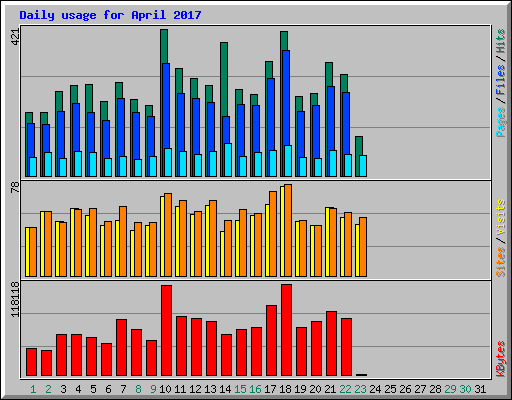 Daily usage for April 2017
421
Pages/Files/Hits
78
Sites/Visits
118118
KBytes
1 2 3 4 5 6 7 8 9 10 11 12 13 14 15 16 17 18 19 20 21 22 23 24 25 26 27 28 29 30 31